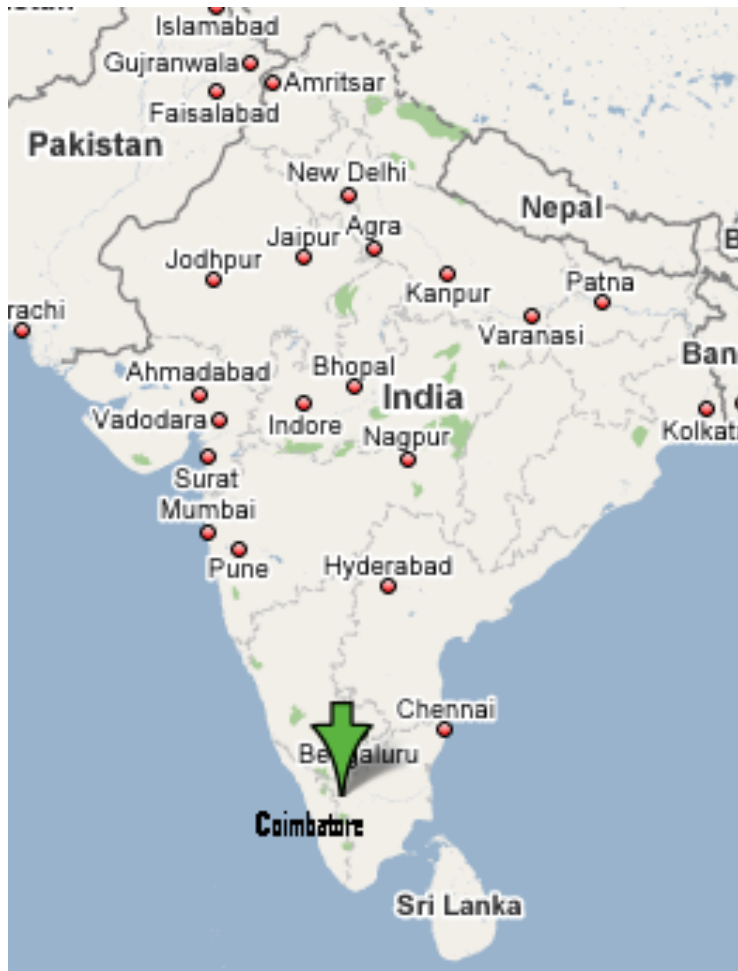 Islamabad
Gujranwala
Amritsar
Faisalabad
Pakistan
New Delhi
Nepal
Agra
Jaipur
Jodhpur
Kanpur
Patna
rachi
Varanasi
Ban
Bhopal
Ahmadabad
India
Vadodara
Indore
Kolkat
Nagpur
Surat
Mumbai
Pune
Hyderabad
Chennai
Coimbatore
Sri Lanka